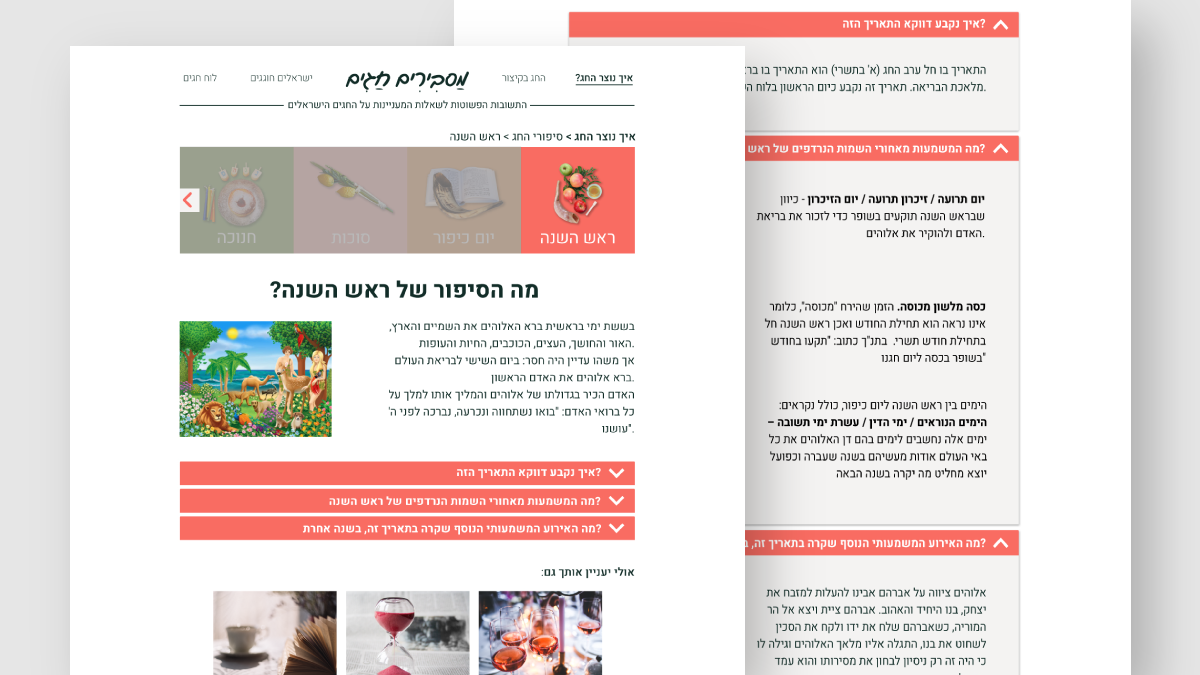 איך נוצר החג?
החג בקיצור
מַסְבִּירִים חַגִּים
ישראלים חוגגים
לוח חגים
התשובות הפשוטות לשאלות המעניינות על החגים הישראלים
איך נוצר החג > סיפורי החג > ראש השנה
ראש השנה
יום כיפור
סוכות
חנוכה
מה הסיפור של ראש השנה?
בששת ימי בראשית ברא האלוהים את השמיים והארץ,
האור והחושך, העצים, הכוכבים, החיות והעופות.
אך משהו עדיין היה חסר: ביום השישי לבריאת העולם
ברא אלוהים את האדם הראשון.
האדם הכיר בגדולתו של אלוהים והמליך אותו למלך על
כל ברואי האדם: "בואו נשתחווה ונכרעה, נברכה לפני ה'
עושנו".
איך נקבע דווקא התאריך הזה?
מה המשמעות מאחורי השמות הנרדפים של ראש השנה?
מה האירוע המשמעותי הנוסף שקרה בתאריך זה, בשנה אחרת?
אולי יעניין אותך גם:
איך נקבע דווקא התאריך הזה?
התאריך בו חל ערב החג (א' בתשרי) הוא התאריך בו
מלאכת הבריאה. תאריך זה נקבע כיום הראשון בלוח
מה המשמעות מאחורי השמות הנרדפים של ראש
יום תרועה / זיכרון תרועה / יום הזיכרון - כיוון
שבראש השנה תוקעים בשופר כדי לזכור את בריאת
האדם ולהוקיר את אלוהים.
כסה מלשון מכוסה. הזמן שהירח "מכוסה", כלומר
אינו נראה הוא תחילת החודש ואכן ראש השנה חל
בתחילת חודש תשרי. בתנ"ך כתוב: "תקעו בחודש
בשופר בכסה ליום חגנו"
הימים בין ראש השנה ליום כיפור, כולל נקראים:
הימים הנוראים / ימי הדין / עשרת ימי תשובה –
ימים אלה נחשבים לימים בהם דן האלוהים את כל
באי העולם אודות מעשיהם בשנה שעברה וכפועל
יוצא מחליט מה יקרה בשנה הבאה
מה האירוע המשמעותי הנוסף שקרה בתאריך זה,
אלוהים ציווה על אברהם אבינו להעלות למזבח את
יצחק, בנו היחיד והאהוב. אברהם ציית ויצא אל הר
המוריה, כשאברהם שלח את ידו ולקח את הסכין
לשחוט את בנו, התגלה אליו מלאך האלוהים וגילה לו
כי היה זה רק ניסיון לבחון את מסירותו והוא עמד